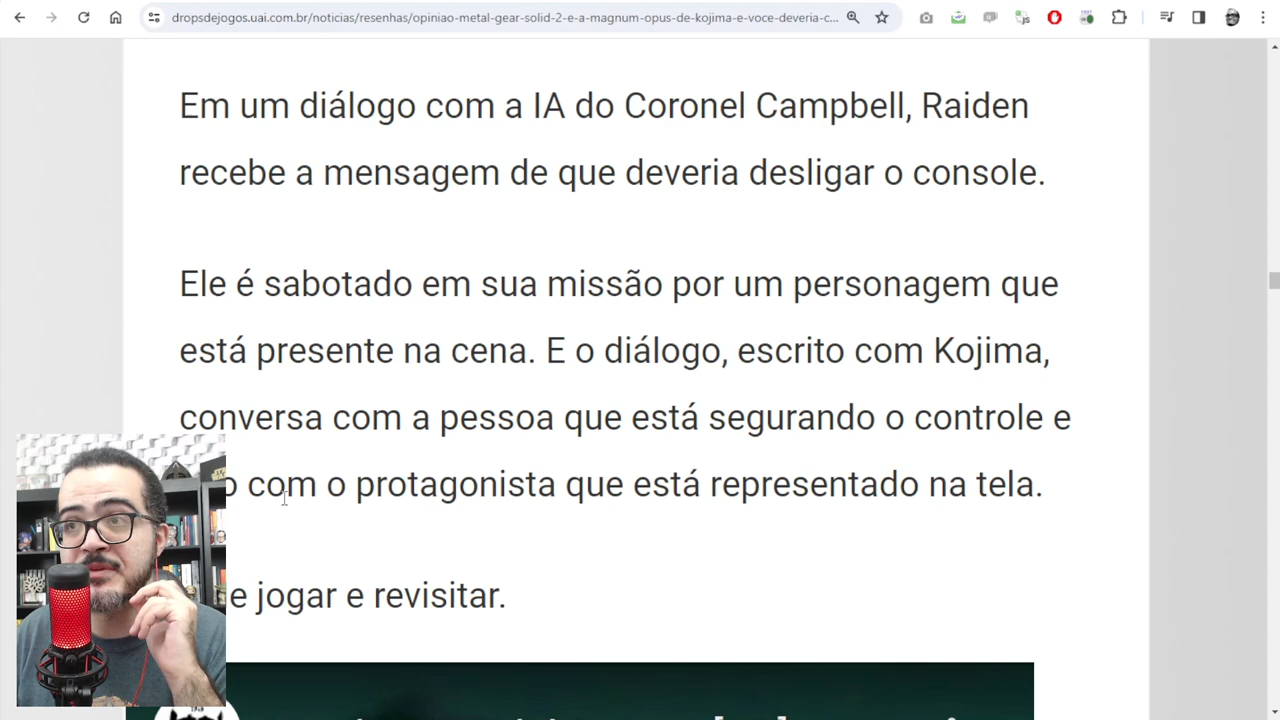 dropsdejogos.uai.com.br/noticias/resenhas/opiniao-metal-gear-solid-2-e-a-magnum-opus-de-kojima-e-voce-deveria-c...
Em um diálogo com a IA do Coronel Campbell, Raiden
recebe a mensagem de que deveria desligar o console.
Ele é sabotado em sua missão por um personagem que
está presente na cena. E o diálogo, escrito com Kojima,
conversa com a pessoa que está segurando o controle e
o com o protagonista que está representado na tela.
e jogar e revisitar.